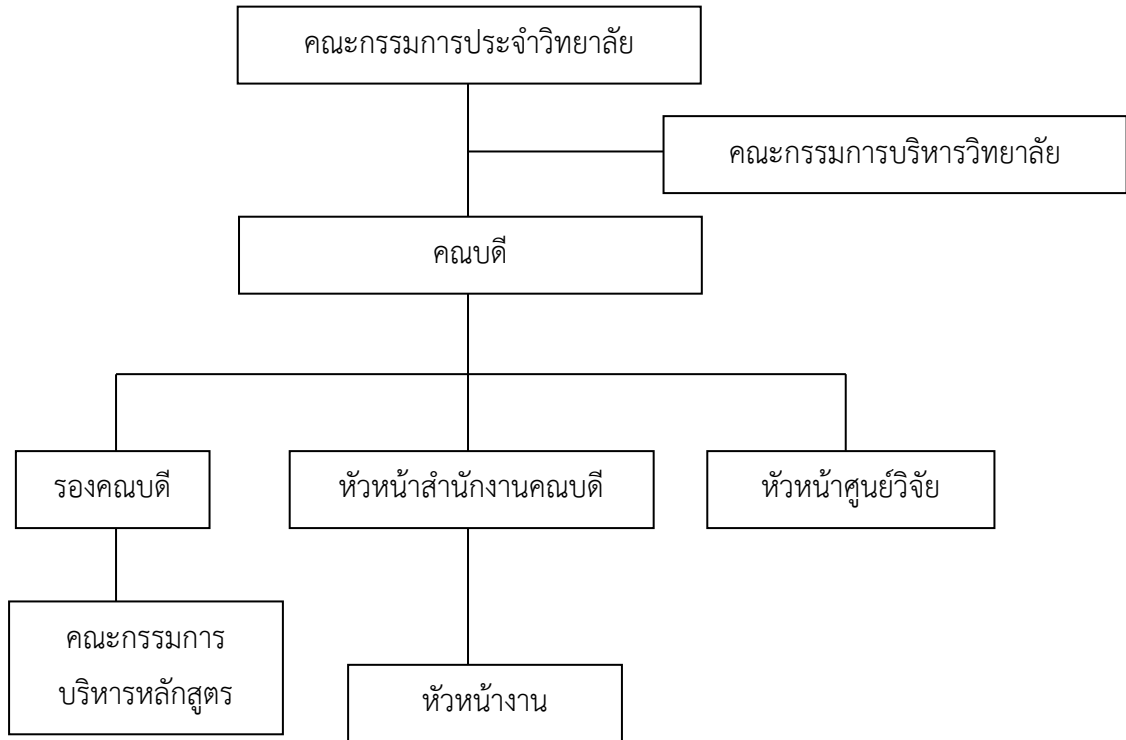 คณะกรรมการประจำวิทยาลัย
คณะกรรมการบริหารวิทยาลัย
คณบดี
รองคณบดี
หัวหน้าสำนักงานคณบดี
หัวหน้าศูนย์วิจัย
คณะกรรมการ
บริหารหลักสูตร
หัวหน้างาน